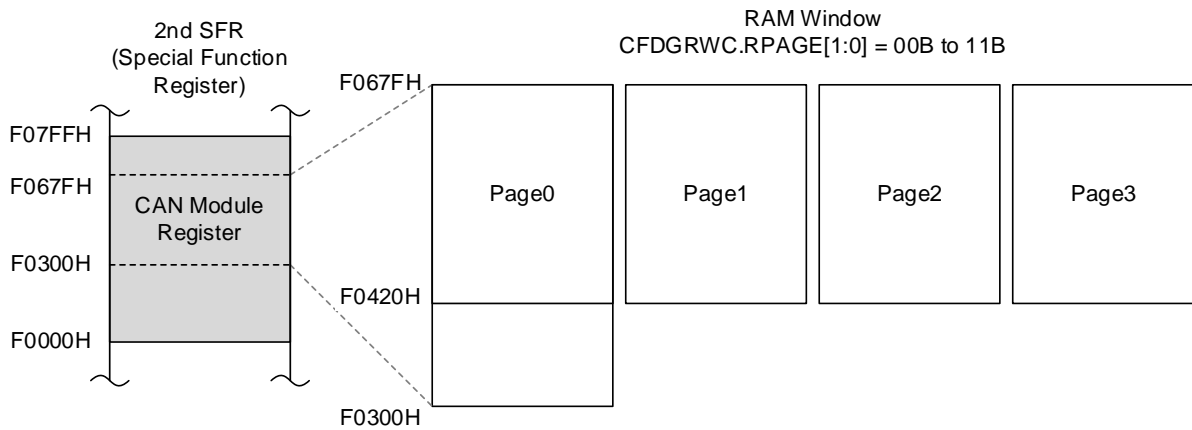 2nd SFR
(Special Function
Register)
RAM Window
CFDGRWC.RPAGE[1:0] = 00B to 11B
F07FFH
F067FH
F0300H
F0000H
CAN Module
Register
F067FH
F0420H
F0300H
Page0
Page1
Page2
Page3